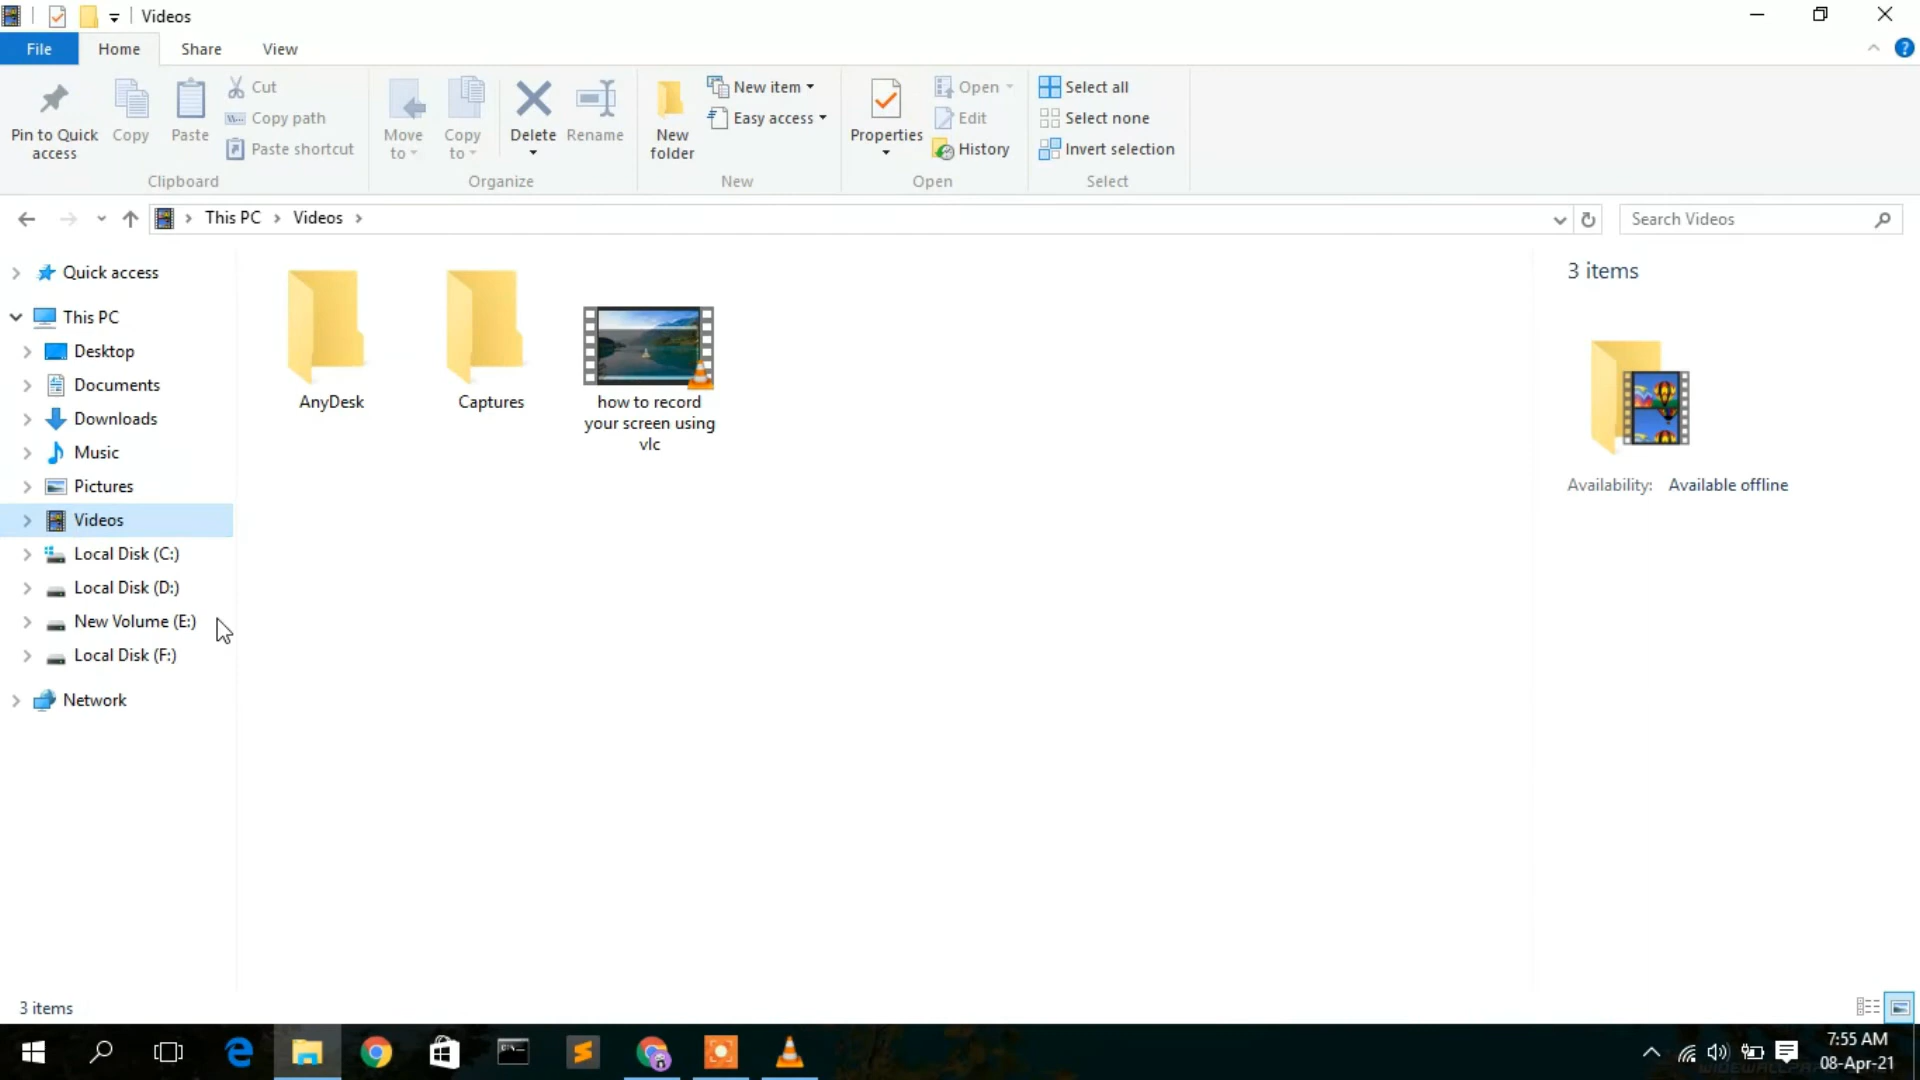 Videos
File Home Share View
Pin to Quick access
Copy
Paste
Cut
Copy path
Paste shortcut
Clipboard
Move to
Copy to
Delete
Rename
Organize
New folder
New item
Easy access
New
Properties
Open
Edit
History
Open
Select all
Select none
Invert selection
Select
This PC > Videos >
Search Videos
Quick access
This PC
Desktop
Documents
Downloads
Music
Pictures
Videos
Local Disk (C:)
Local Disk (D:)
New Volume (E:)
Local Disk (F:)
Network
AnyDesk
Captures
how to record
your screen using
vlc
3 items
Availability: Available offline
3 items
7:55 AM
08-Apr-21